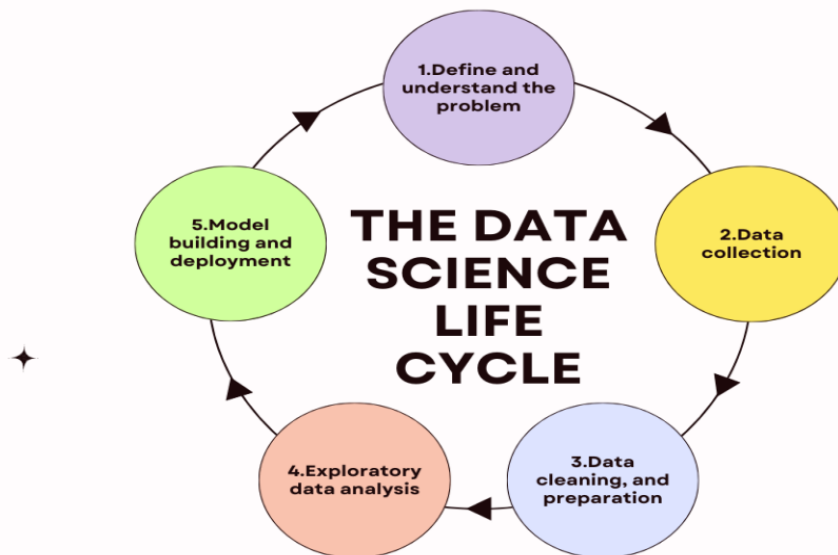 1.Define and
understand the
problem
2.Data
collection
3.Data
cleaning, and
preparation
4.Exploratory
data analysis
5.Model
building and
deployment
THE DATA
SCIENCE
LIFE
CYCLE